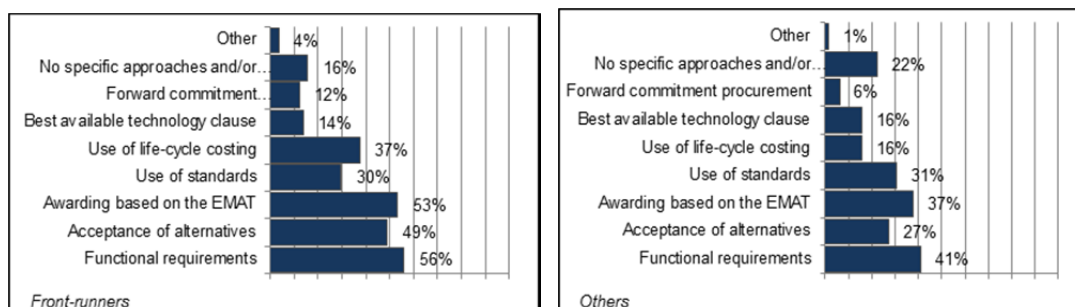 Other 4%
No specific approaches and/or... 16%
Forward commitment... 12%
Best available technology clause 14%
Use of life-cycle costing 37%
Use of standards 30%
Awarding based on the EMAT 53%
Acceptance of alternatives 49%
Functional requirements 56%
Front-runners
Other 1%
No specific approaches and/or... 22%
Forward commitment procurement 6%
Best available technology clause 16%
Use of life-cycle costing 16%
Use of standards 31%
Awarding based on the EMAT 37%
Acceptance of alternatives 27%
Functional requirements 41%
Others